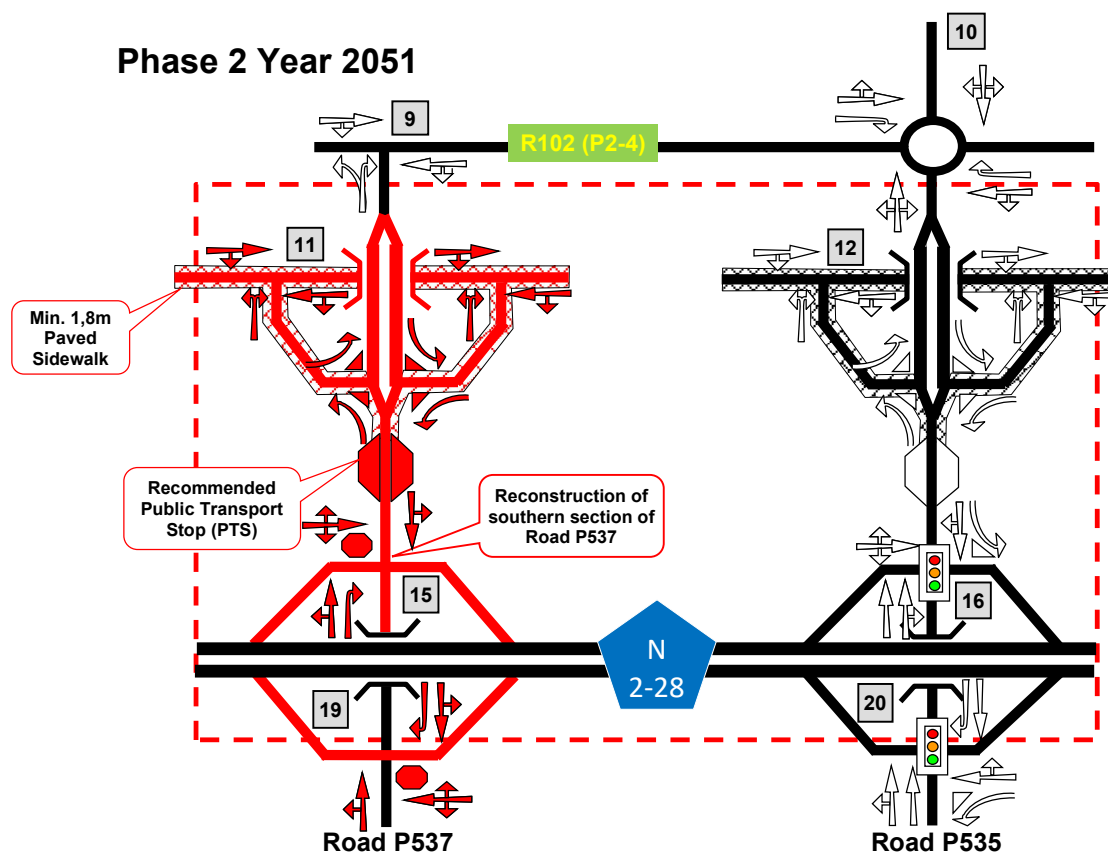 Phase 2 Year 2051
10
9
R102 (P2-4)
11
12
Min. 1,8m
Paved
Sidewalk
Recommended
Public Transport
Stop (PTS)
Reconstruction of
southern section of
Road P537
15
16
N
2-28
19
20
Road P537
Road P535